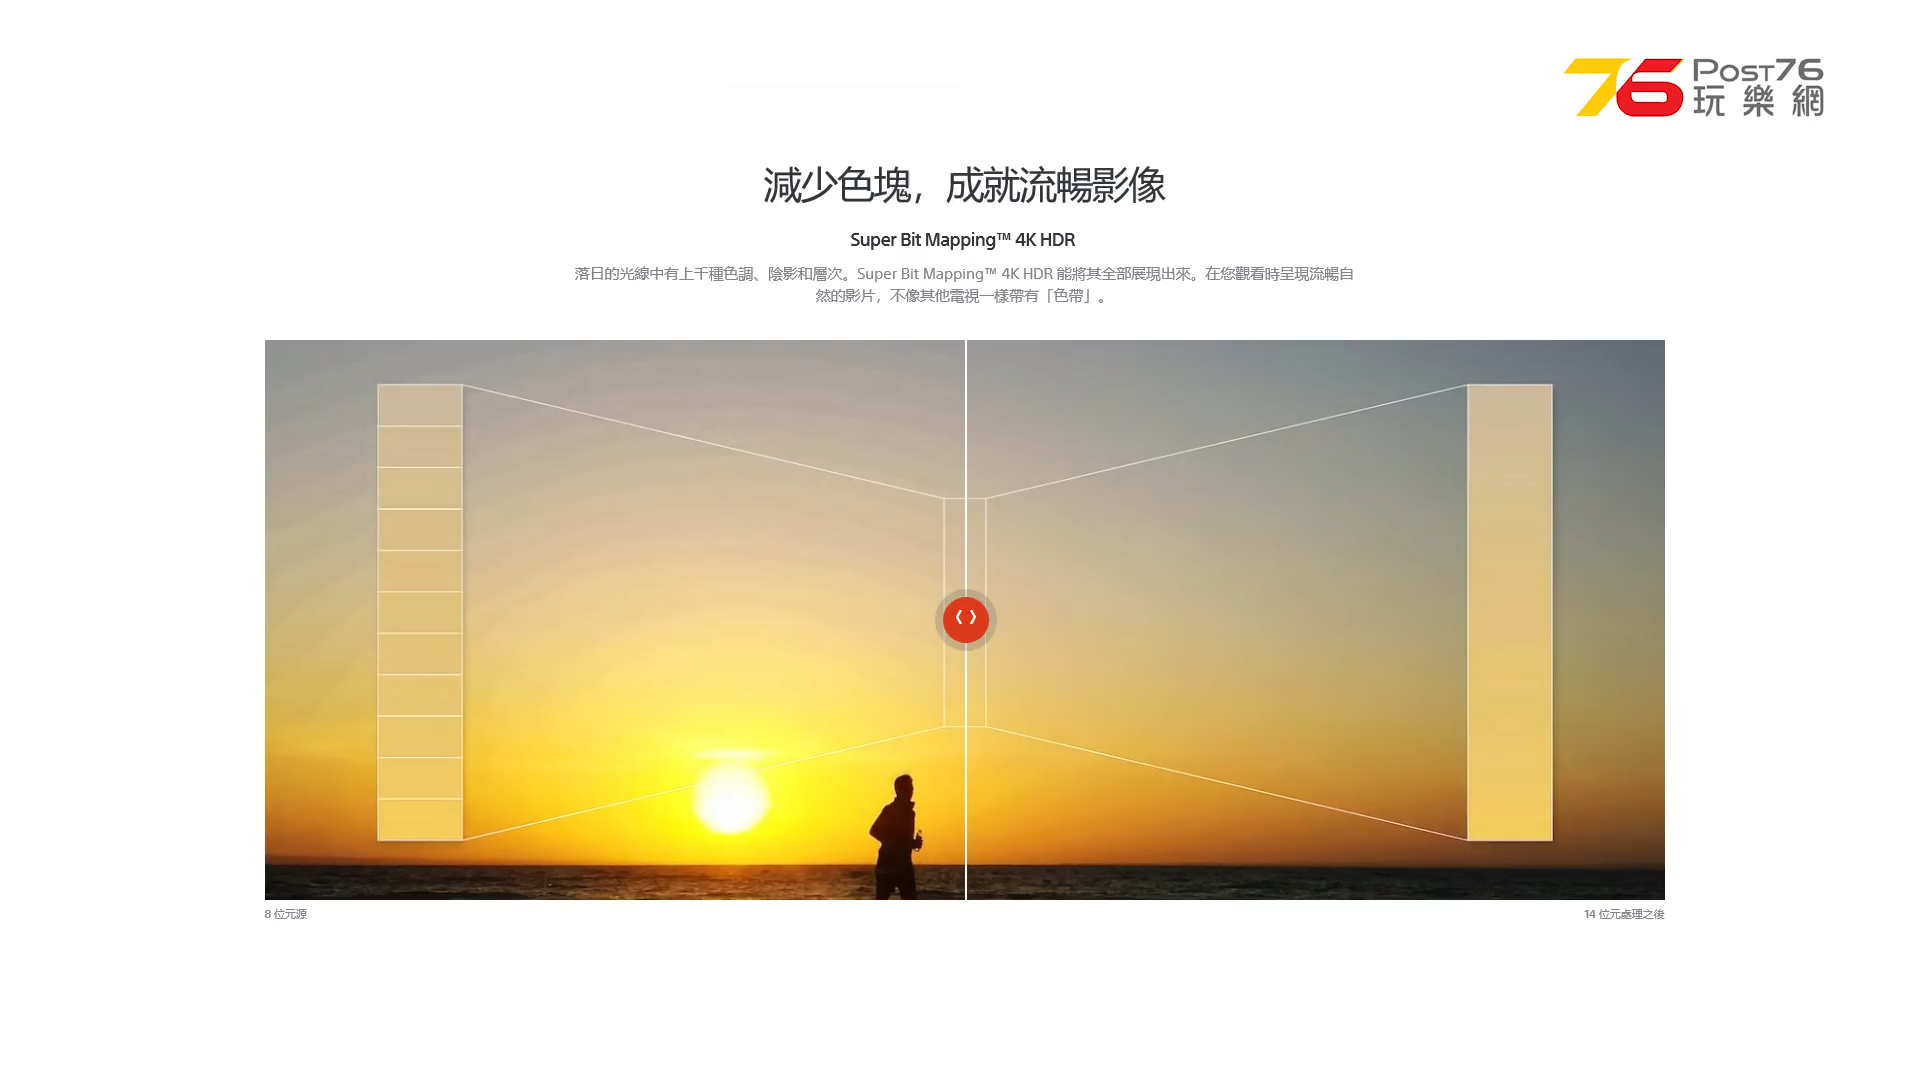 76 Post76
玩樂網
減少色塊，成就流暢影像
Super Bit Mapping™ 4K HDR
落日的光線中有上千種色調、陰影和層次。Super Bit Mapping™ 4K HDR 能將其全部展現出來。在您觀看時呈現流暢自
然的影片，不像其他電視一樣帶有「色帶」。
8 位元源
14 位元處理之後